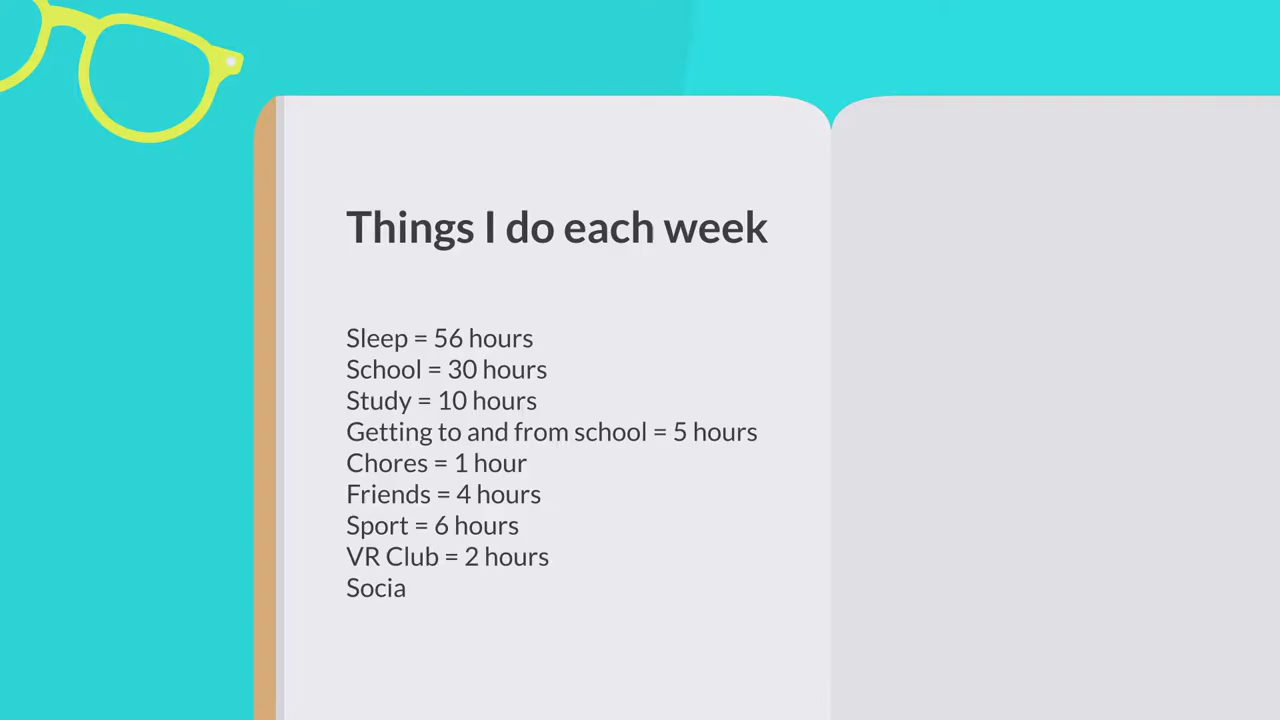 Things I do each week
Sleep = 56 hours
School = 30 hours
Study = 10 hours
Getting to and from school = 5 hours
Chores = 1 hour
Friends = 4 hours
Sport = 6 hours
VR Club = 2 hours
Socia